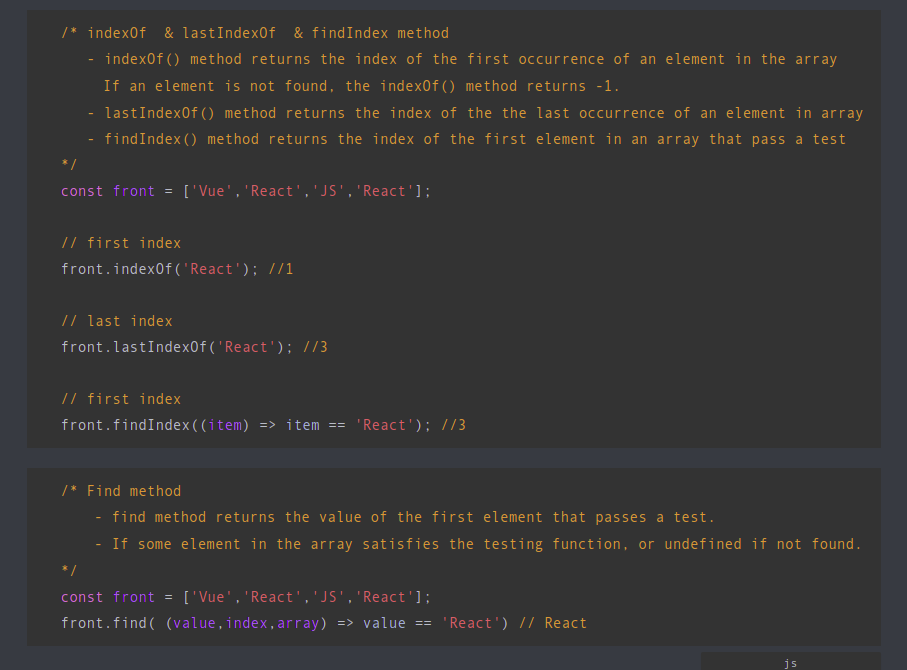 /* indexOf  & lastIndexOf  & findIndex method
- indexOf() method returns the index of the first occurrence of an element in the array
If an element is not found, the indexOf() method returns -1.
- lastIndexOf() method returns the index of the the last occurrence of an element in array
- findIndex() method returns the index of the first element in an array that pass a test
*/
const front = ['Vue','React','JS','React'];
// first index
front.indexOf('React'); //1
// last index
front.lastIndexOf('React'); //3
// first index
front.findIndex((item) => item == 'React'); //3
/* Find method
- find method returns the value of the first element that passes a test.
- If some element in the array satisfies the testing function, or undefined if not found.
*/
const front = ['Vue','React','JS','React'];
front.find( (value,index,array) => value == 'React') // React
js